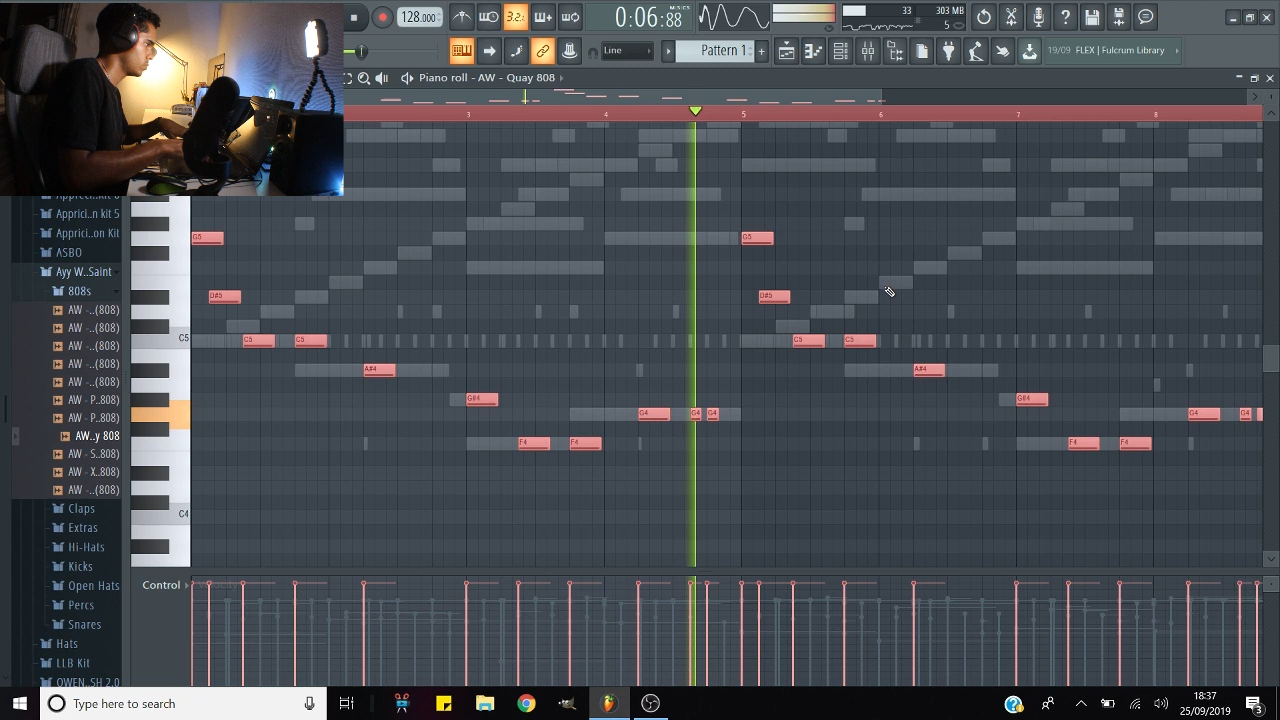 128.000
3.2.
0:06:88
M:S:CS
33
303 MB
5
Line
Pattern 1
19/09 FLEX | Fulcrum Library
Piano roll - AW - Quay 808
3
4
5
6
7
8
Appreci..n kit 5
Apprici..on Kit
ASBO
Ayy W..Saint
808s
AW -..(808)
AW -..(808)
AW -..(808)
AW -..(808)
AW -..(808)
AW - P..808)
AW - P..808)
AW..y 808
AW - S..808)
AW - X..808)
AW -..(808)
Claps
Extras
Hi-Hats
Kicks
Open Hats
Percs
Snares
Hats
LLB Kit
OWEN..SH 2.0
C5
C4
G5
D#5
C5
C5
A#4
G#4
F4
F4
G4
G4
G4
G5
D#5
C5
C5
A#4
G#4
F4
F4
G4
G4
Control
Type here to search
18:37
25/09/2019
3